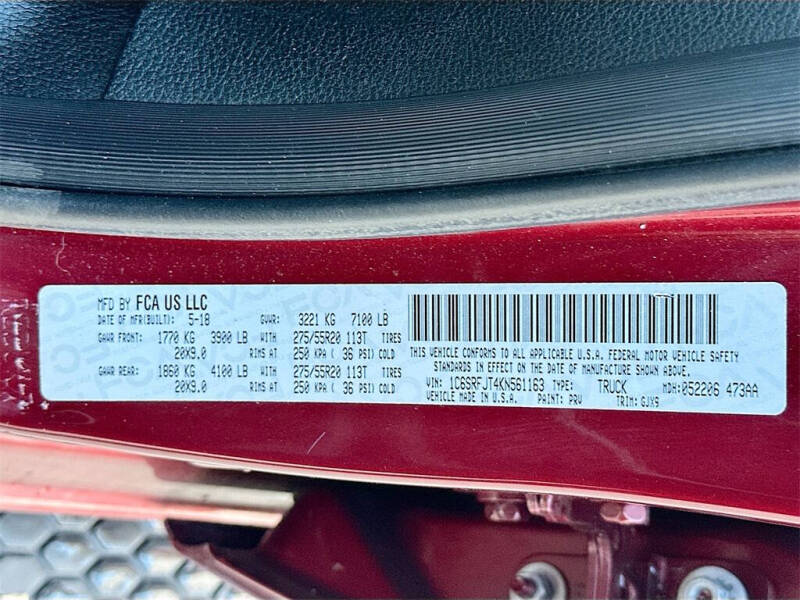 MFD BY FCA US LLC
DATE OF MFR(BUILT): 5-18 GVWR: 3221 KG 7100 LB
GAWR FRONT: 1770 KG 3900 LB WITH 275/55R20 113T TIRES
20X9.0 RIMS AT 250 KPA ( 36 PSI) COLD
GAWR REAR: 1860 KG 4100 LB WITH 275/55R20 113T TIRES
20X9.0 RIMS AT 250 KPA ( 36 PSI) COLD
THIS VEHICLE CONFORMS TO ALL APPLICABLE U.S.A. FEDERAL MOTOR VEHICLE SAFETY
STANDARDS IN EFFECT ON THE DATE OF MANUFACTURE SHOWN ABOVE.
VIN: 1C6SRFJT4KN561163 TYPE: TRUCK MDH: 052206 473AA
VEHICLE MADE IN U.S.A. PAINT: PRV TRIM: GJX9